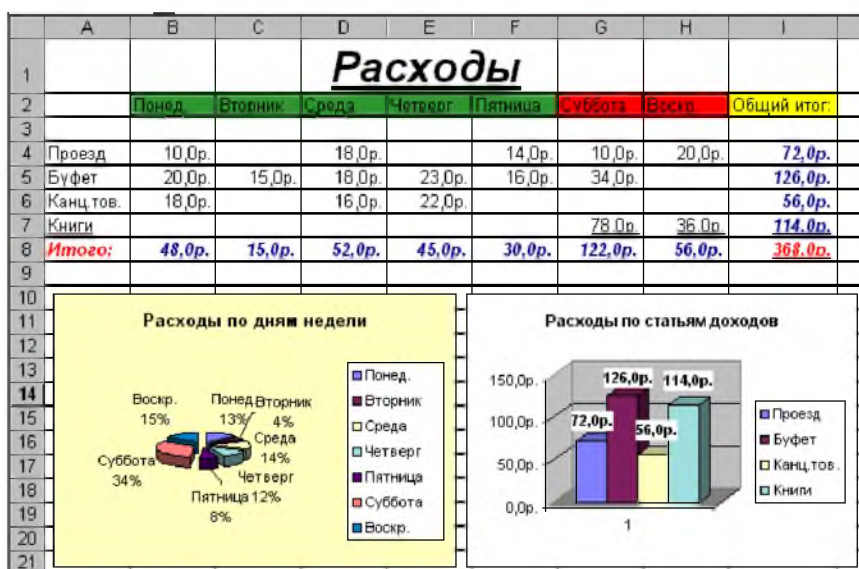 A B C D E F G H I
1 Расходы
2 Понед. Вторник Среда Четверг Пятница Суббота Воскр. Общий итог:
3
4 Проезд 10,0р. 18,0р. 14,0р. 10,0р. 20,0р. 72,0р.
5 Буфет 20,0р. 15,0р. 18,0р. 23,0р. 16,0р. 34,0р. 126,0р.
6 Канц.тов. 18,0р. 16,0р. 22,0р. 56,0р.
7 Книги 78,0р. 36,0р. 114,0р.
8 Итого: 48,0р. 15,0р. 52,0р. 45,0р. 30,0р. 122,0р. 56,0р. 368,0р.
9
10
11
12
13
14
15
16
17
18
19
20
21
Расходы по дням недели
Воскр.
15%
Понед.
13%
Вторник
4%
Среда
14%
Четверг
12%
Пятница
8%
Суббота
34%
Понед.
Вторник
Среда
Четверг
Пятница
Суббота
Воскр.
Расходы по статьям доходов
150,0р.
100,0р.
50,0р.
0,0р.
72,0р.
126,0р.
56,0р.
114,0р.
1
Проезд
Буфет
Канц.тов.
Книги